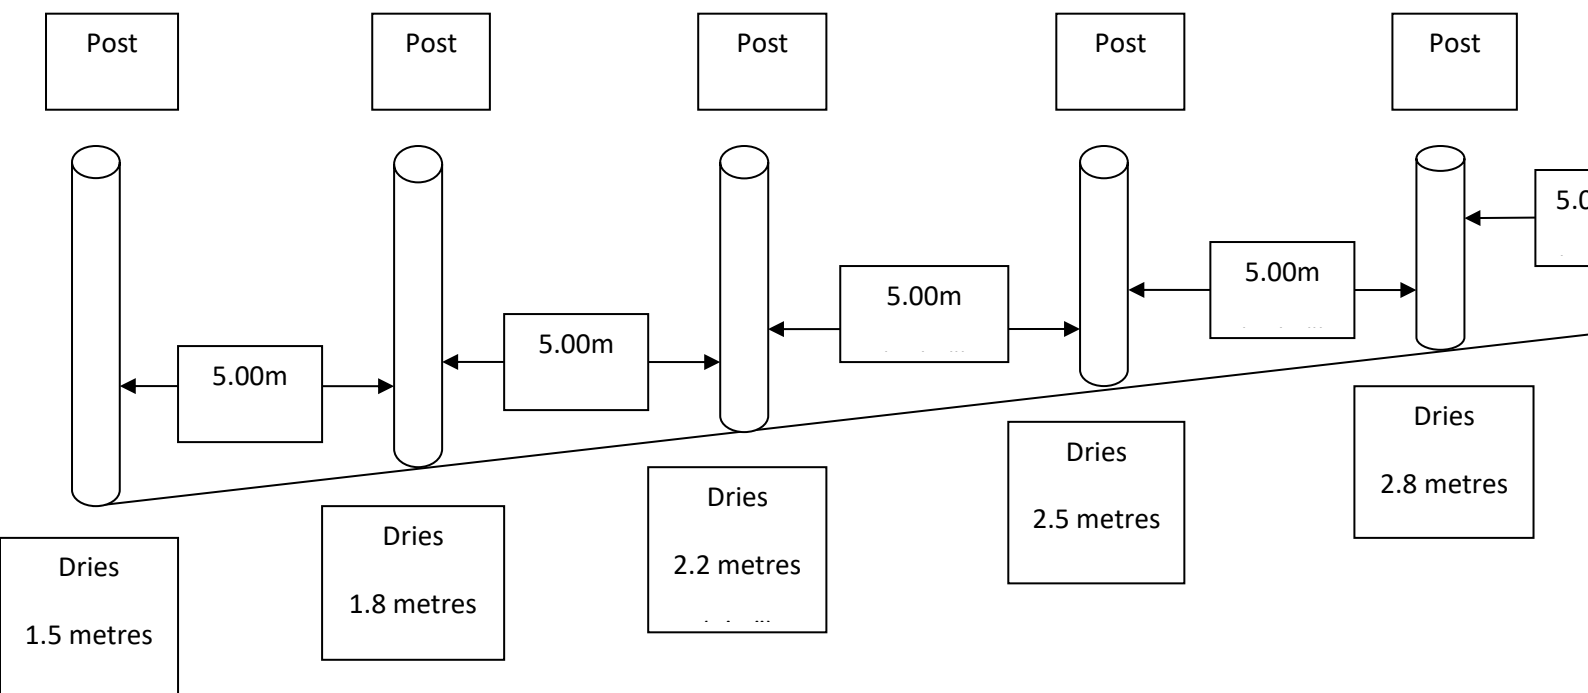 Post
Post
Post
Post
Post
5.00m
5.00m
5.00m
5.00m
5.0
Dries
1.5 metres
Dries
1.8 metres
Dries
2.2 metres
Dries
2.5 metres
Dries
2.8 metres